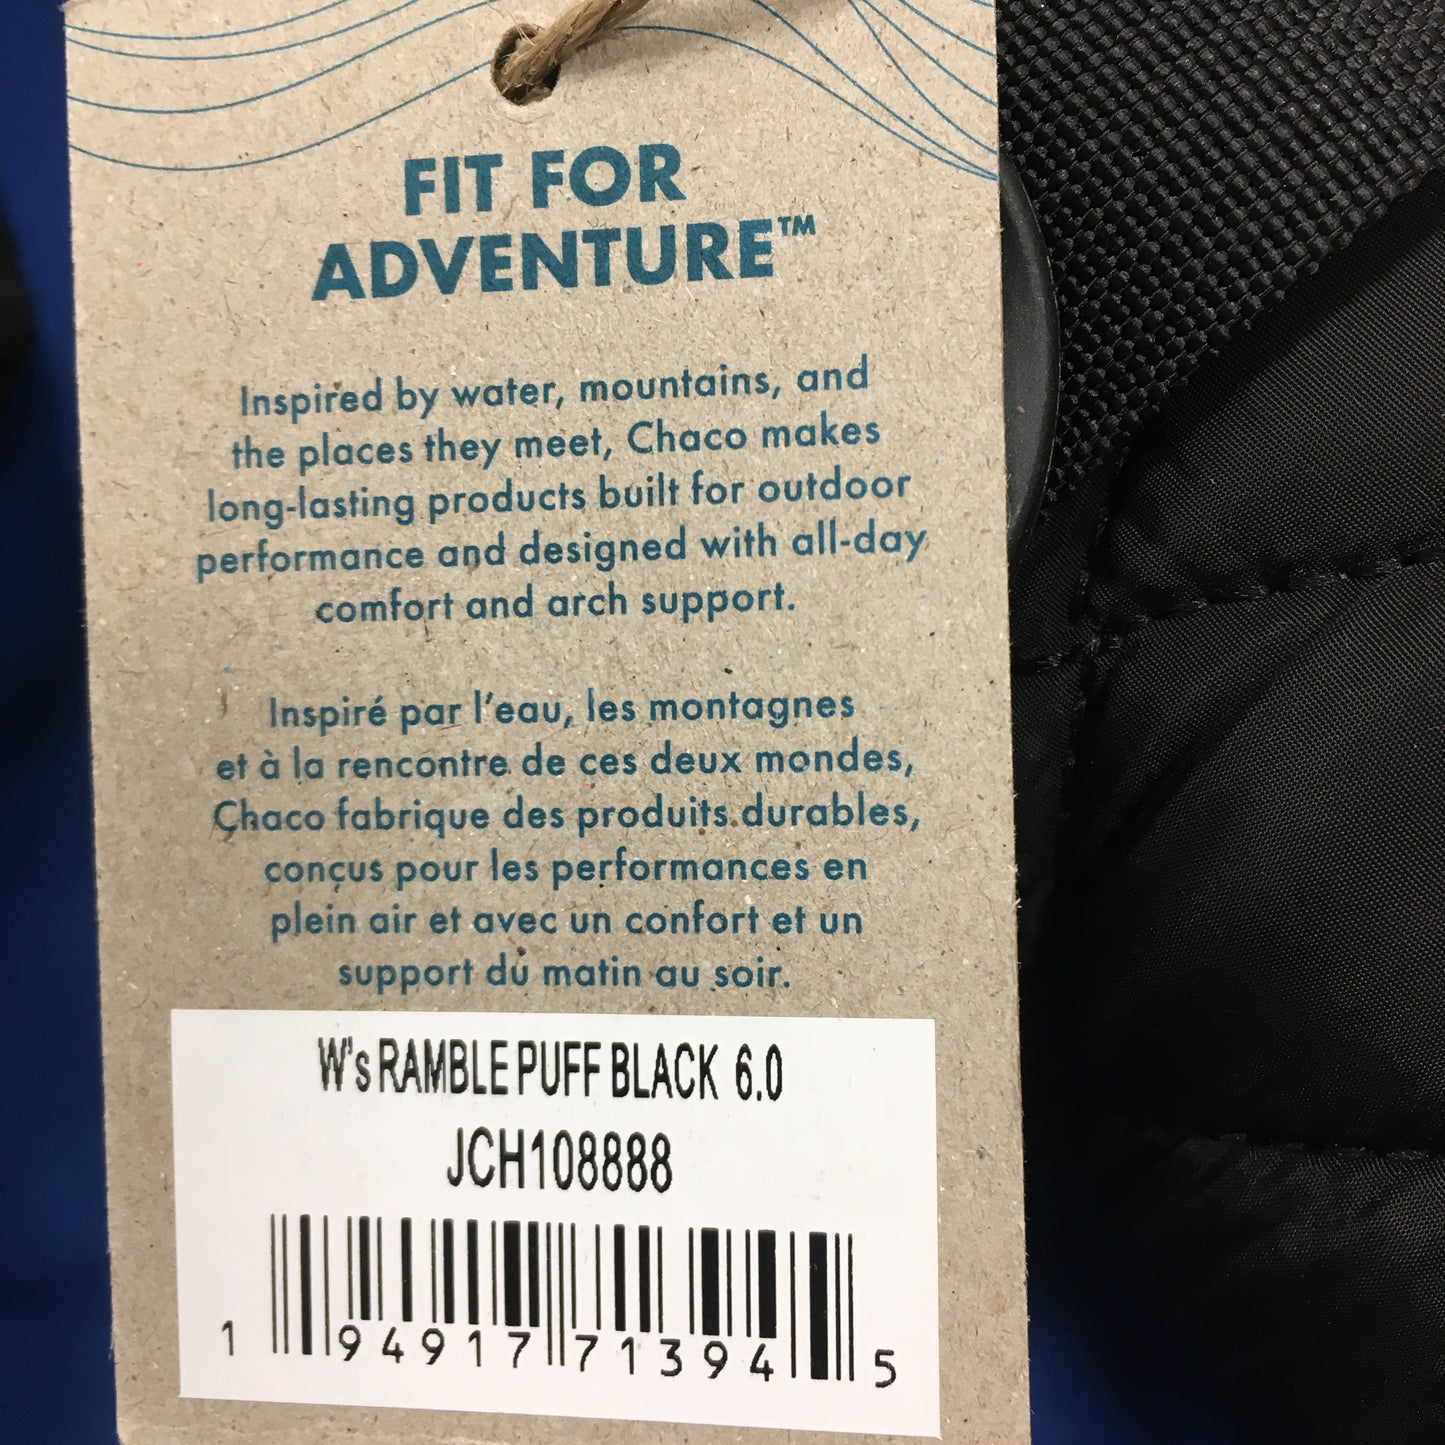 FIT FOR
ADVENTURE™
Inspired by water, mountains, and
the places they meet, Chaco makes
long-lasting products built for outdoor
performance and designed with all-day
comfort and arch support.
Inspiré par l'eau, les montagnes
et à la rencontre de ces deux mondes,
Chaco fabrique des produits durables,
conçus pour les performances en
plein air et avec un confort et un
support du matin au soir.
W's RAMBLE PUFF BLACK 6.0
JCH108888
1 94917 71394 5